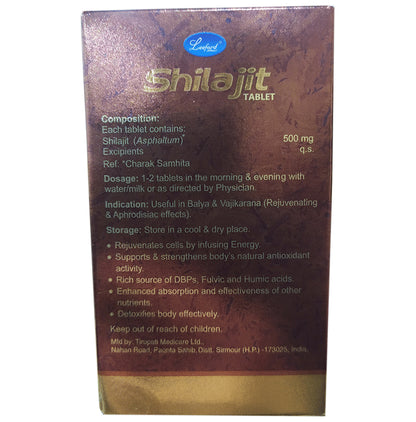 Leeford
Shilajit
TABLET
Composition:
Each tablet contains:
Shilajit (Asphaltum)* 500 mg
Excipients q.s.
Ref: *Charak Samhita
Dosage: 1-2 tablets in the morning & evening with
water/milk or as directed by Physician.
Indication: Useful in Balya & Vajikarana (Rejuvenating
& Aphrodisiac effects).
Storage: Store in a cool & dry place.
● Rejuvenates cells by infusing Energy.
● Supports & strengthens body's natural antioxidant
activity.
● Rich source of DBPs, Fulvic and Humic acids.
● Enhanced absorption and effectiveness of other
nutrients.
● Detoxifies body effectively.
Keep out of reach of children.
Mfd by: Tirupati Medicare Ltd.,
Nahan Road, Paonta Sahib, Distt. Sirmour (H.P.) -173025, India.